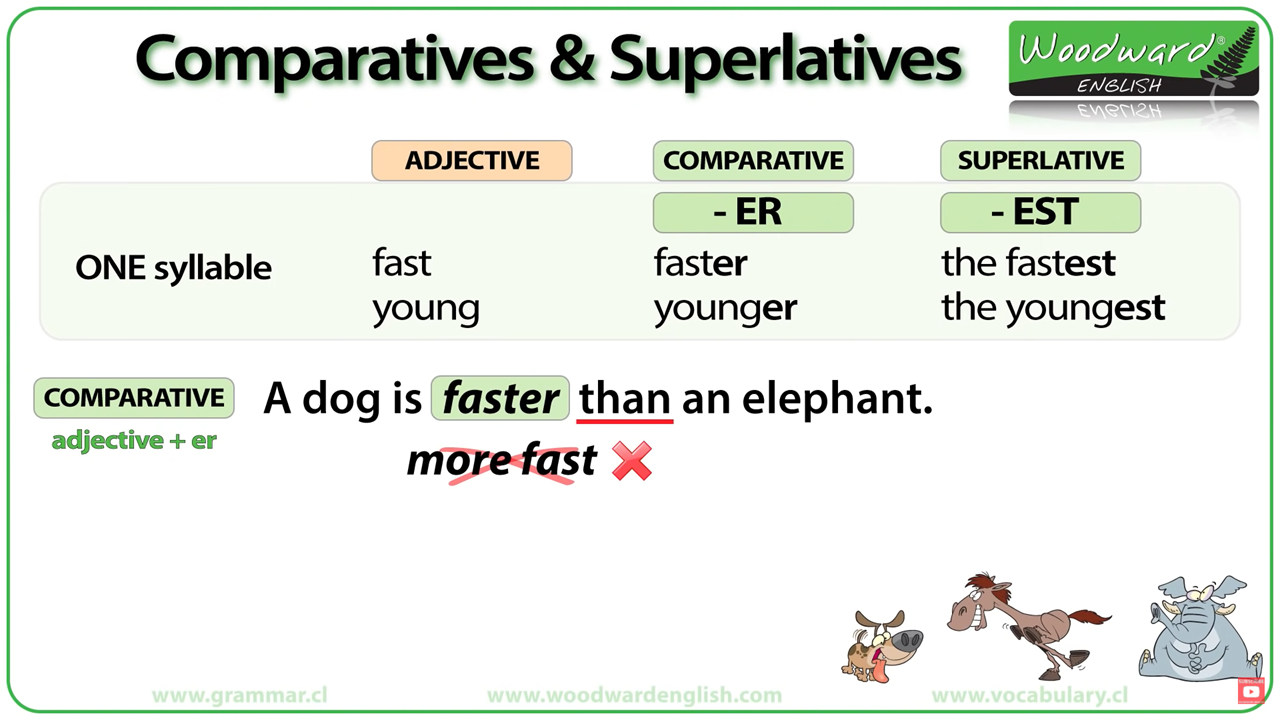 Comparatives & Superlatives
Woodward®
ENGLISH
ADJECTIVE COMPARATIVE SUPERLATIVE
- ER - EST
ONE syllable fast faster the fastest
young younger the youngest
COMPARATIVE A dog is faster than an elephant.
adjective + er
more fast
www.grammar.cl www.woodwardenglish.com www.vocabulary.cl
SUBSCRIBE